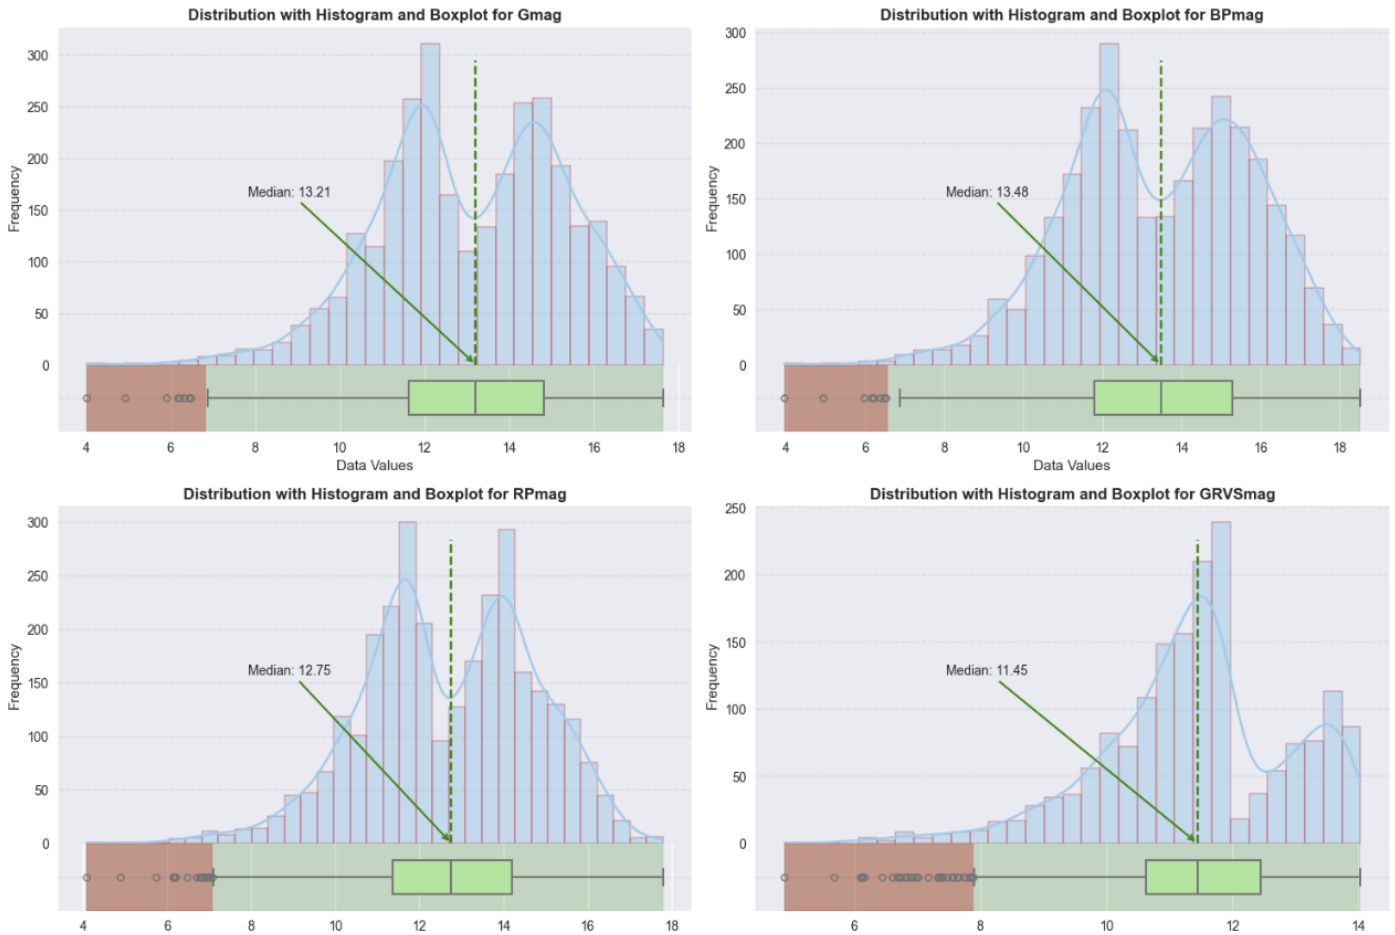 Distribution with Histogram and Boxplot for Gmag
300
250
200
150
100
50
0
Frequency
Median: 13.21
4 6 8 10 12 14 16 18
Data Values
Distribution with Histogram and Boxplot for BPmag
300
250
200
150
100
50
0
Frequency
Median: 13.48
4 6 8 10 12 14 16 18
Data Values
Distribution with Histogram and Boxplot for RPmag
300
250
200
150
100
50
0
Frequency
Median: 12.75
4 6 8 10 12 14 16 18
Distribution with Histogram and Boxplot for GRVSmag
250
200
150
100
50
0
Frequency
Median: 11.45
6 8 10 12 14